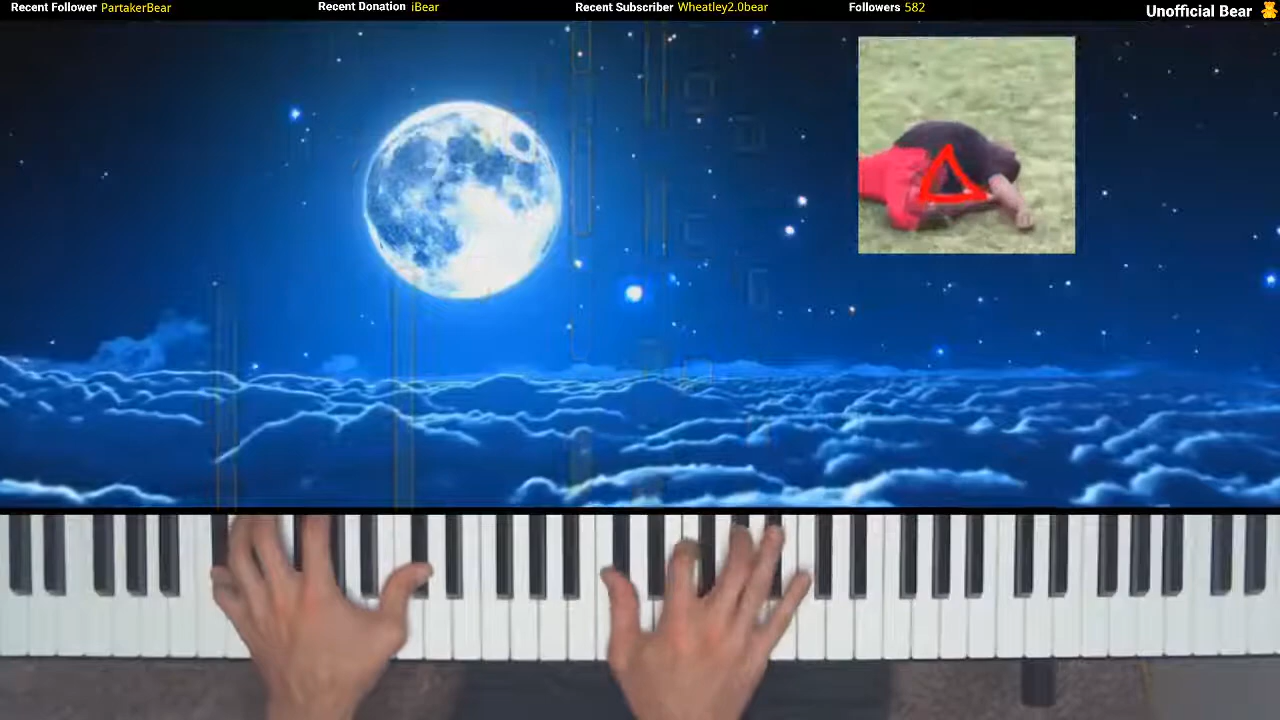 Recent Follower PartakerBear
Recent Donation iBear
Recent Subscriber Wheatley2.0bear
Followers 582
Unofficial Bear